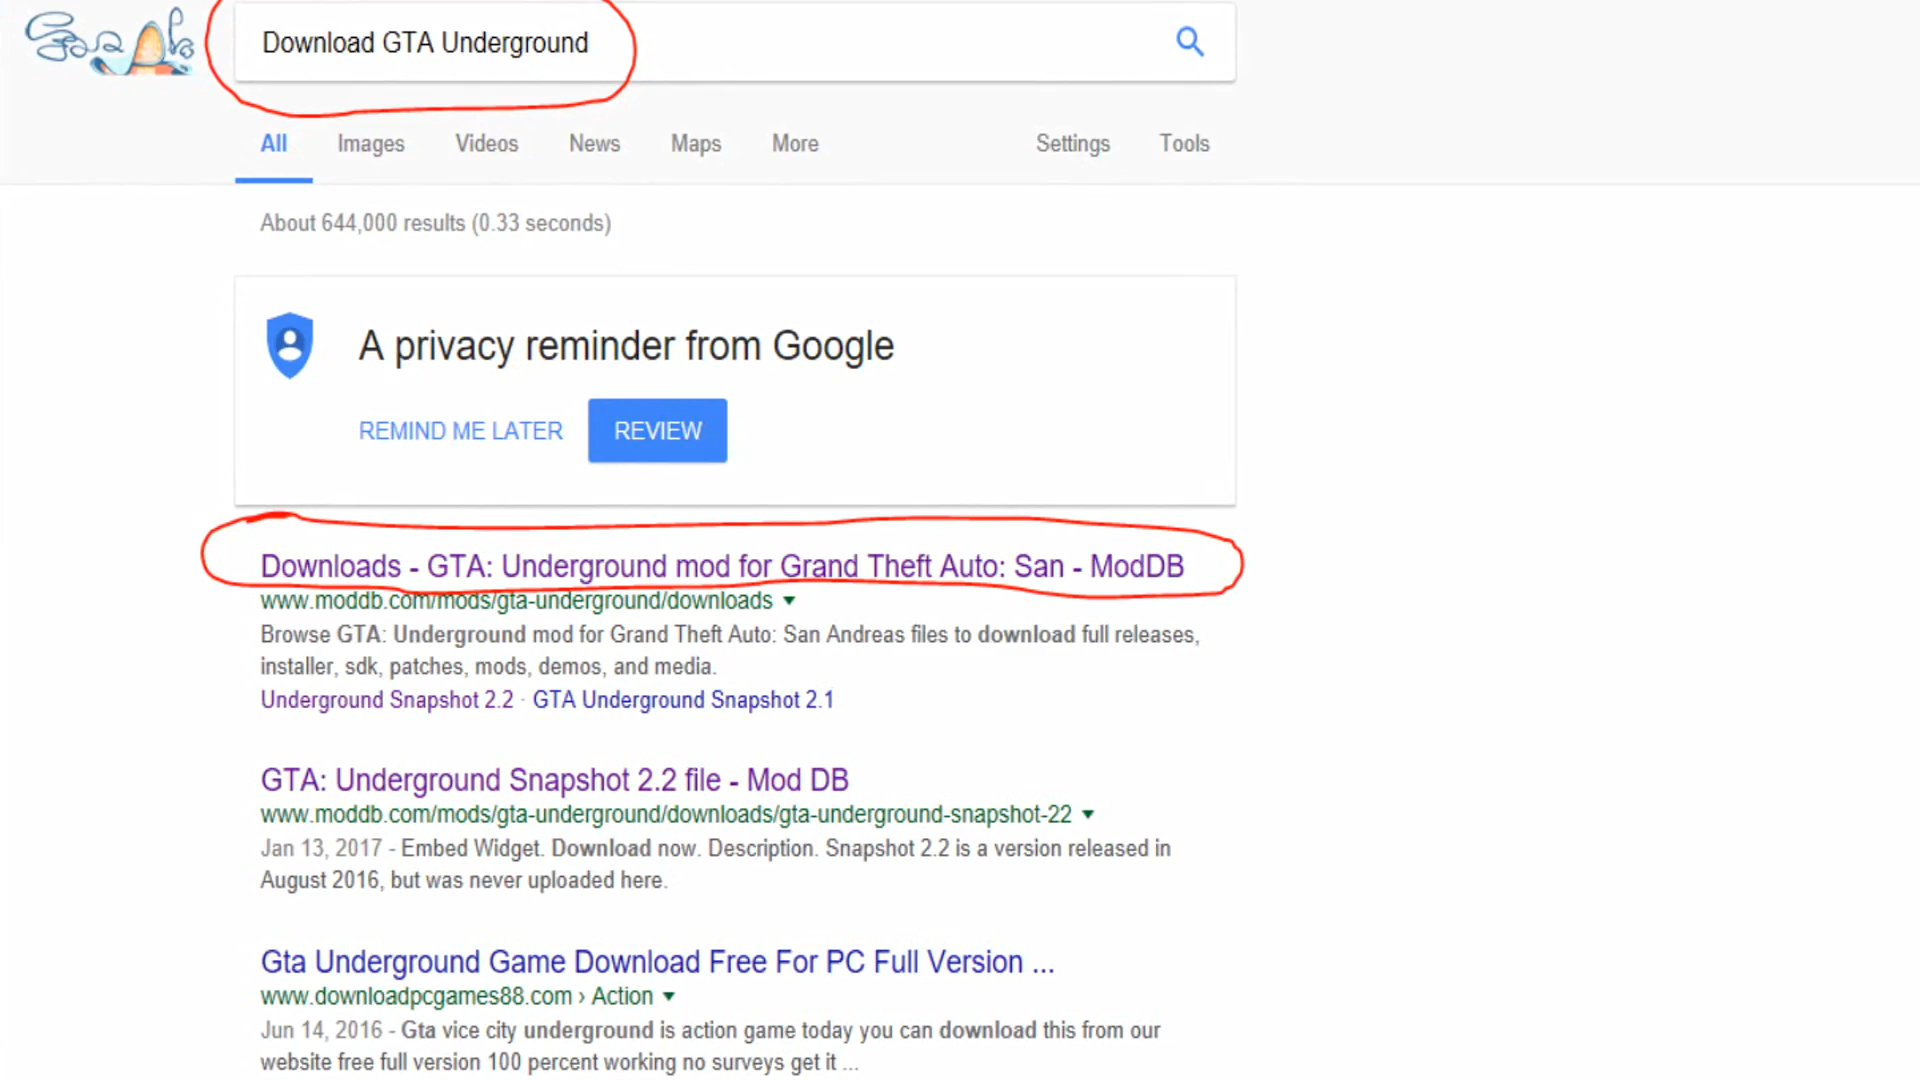 Download GTA Underground
All Images Videos News Maps More Settings Tools
About 644,000 results (0.33 seconds)
A privacy reminder from Google
REMIND ME LATER REVIEW
Downloads - GTA: Underground mod for Grand Theft Auto: San - ModDB
www.moddb.com/mods/gta-underground/downloads
Browse GTA: Underground mod for Grand Theft Auto: San Andreas files to download full releases,
installer, sdk, patches, mods, demos, and media.
Underground Snapshot 2.2 · GTA Underground Snapshot 2.1
GTA: Underground Snapshot 2.2 file - Mod DB
www.moddb.com/mods/gta-underground/downloads/gta-underground-snapshot-22
Jan 13, 2017 - Embed Widget. Download now. Description. Snapshot 2.2 is a version released in
August 2016, but was never uploaded here.
Gta Underground Game Download Free For PC Full Version ...
www.downloadpcgames88.com › Action
Jun 14, 2016 - Gta vice city underground is action game today you can download this from our
website free full version 100 percent working no surveys get it ...